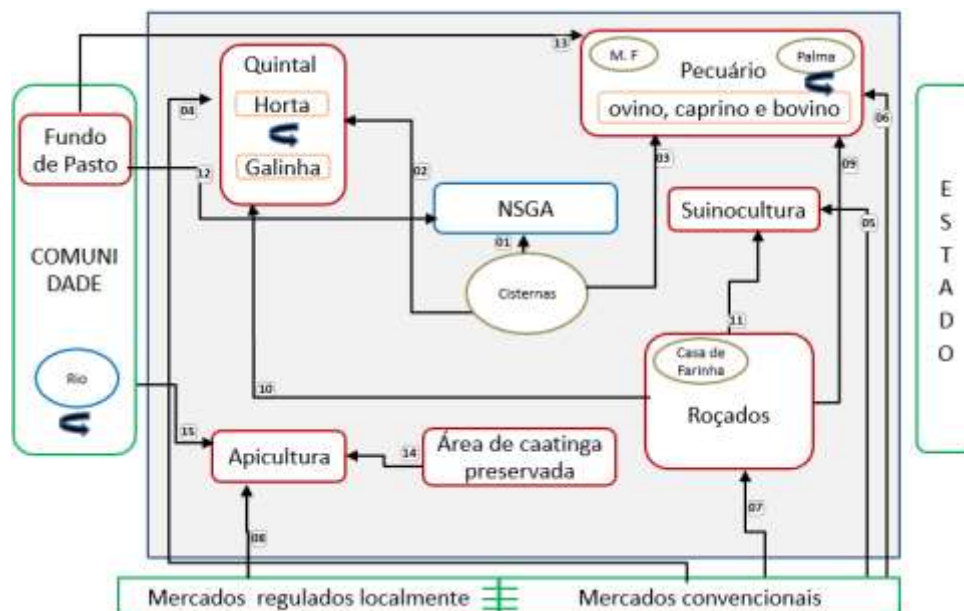 13
Quintal
Horta
Galinha
04
M. F
Pecuário
Palma
ovino, caprino e bovino
06
Fundo
de Pasto
12
02
03
09
NSGA
01
Suinocultura
05
COMUNI
DADE
Cisternas
11
E
S
T
A
D
O
Rio
10
Casa de
Farinha
Roçados
15
Apicultura
14
Área de caatinga
preservada
08
07
Mercados regulados localmente
Mercados convencionais